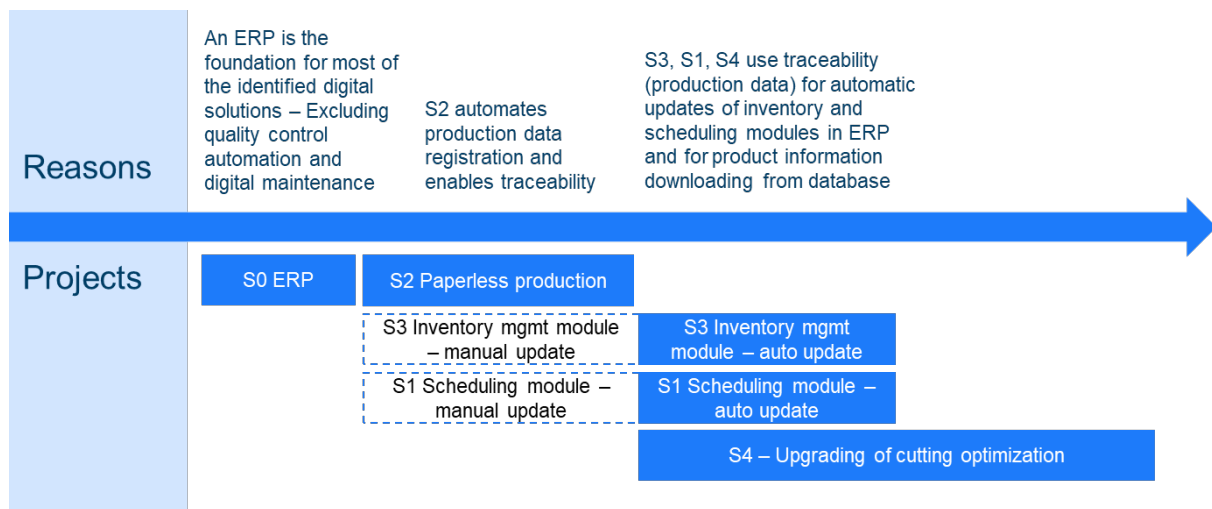 Reasons
An ERP is the
foundation for most of
the identified digital
solutions – Excluding
quality control
automation and
digital maintenance
S2 automates
production data
registration and
enables traceability
S3, S1, S4 use traceability
(production data) for automatic
updates of inventory and
scheduling modules in ERP
and for product information
downloading from database
Projects
S0 ERP
S2 Paperless production
S3 Inventory mgmt module
– manual update
S3 Inventory mgmt
module – auto update
S1 Scheduling module –
manual update
S1 Scheduling module –
auto update
S4 – Upgrading of cutting optimization